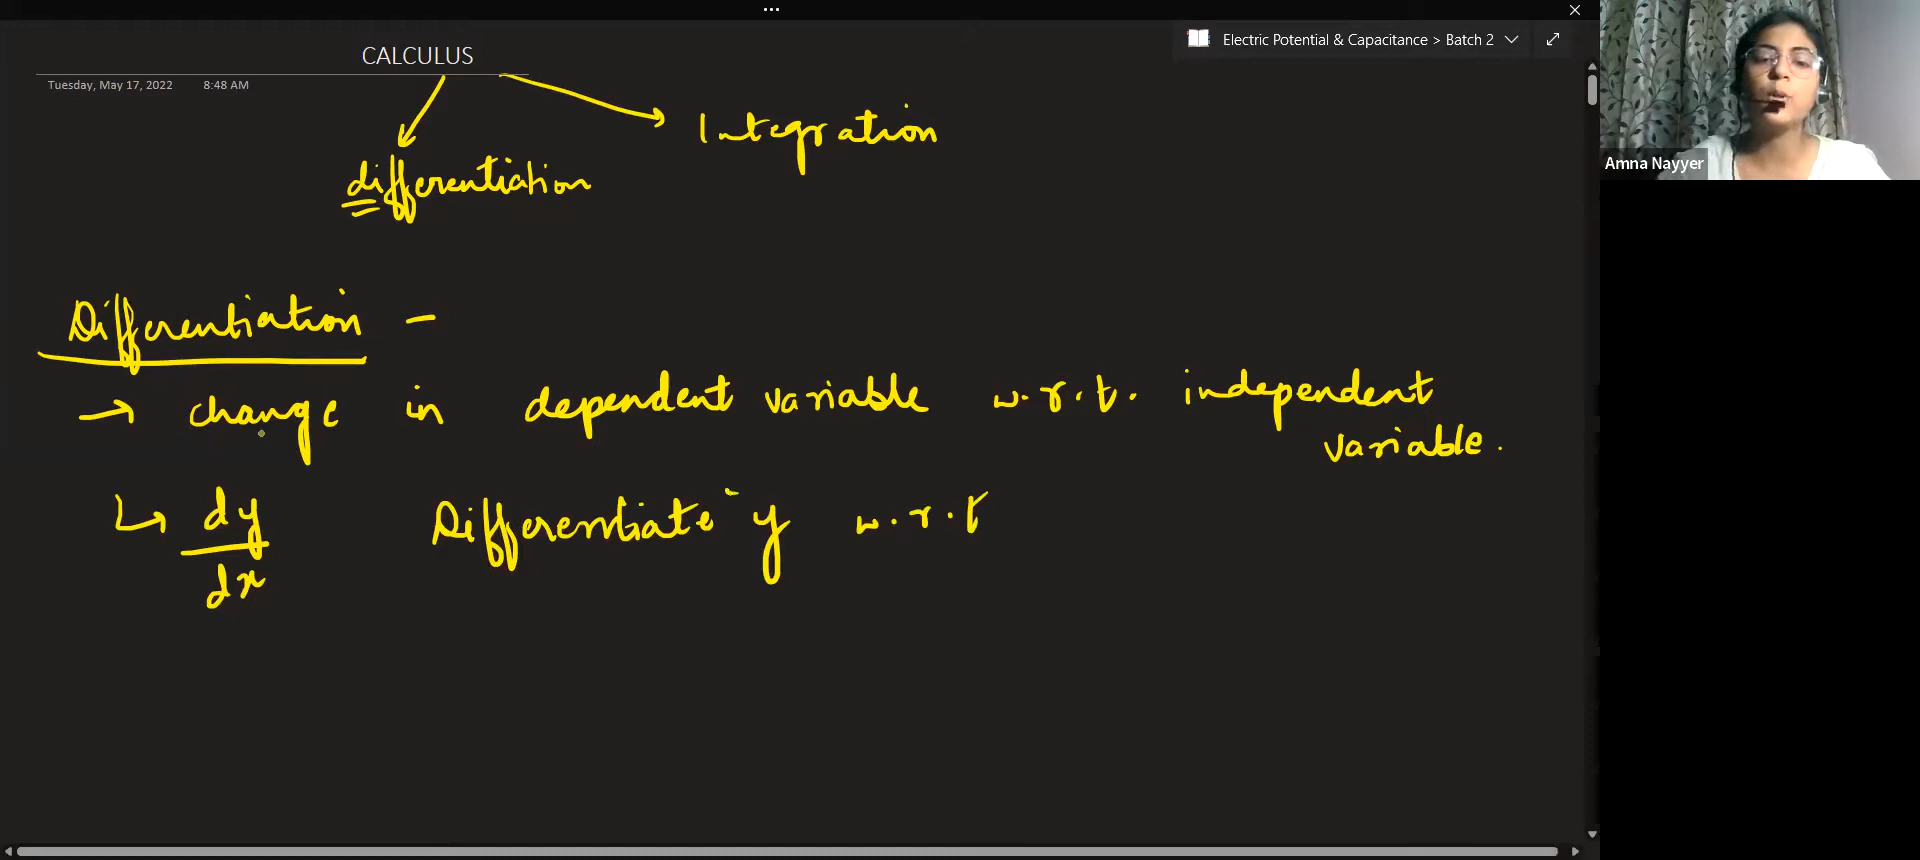 CALCULUS
Electric Potential & Capacitance > Batch 2
Tuesday, May 17, 2022 8:48 AM
Integration
differentiation
Amna Nayyer
Differentiation -
→ change in dependent variable w.r.t. independent
variable.
↳ dy
dx
Differentiate y w.r.t